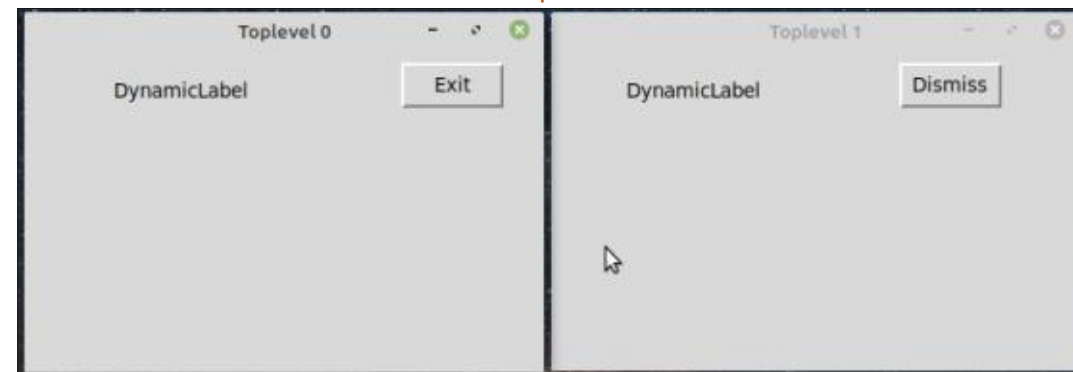 Toplevel 0
DynamicLabel
Exit
Toplevel 1
DynamicLabel
Dismiss